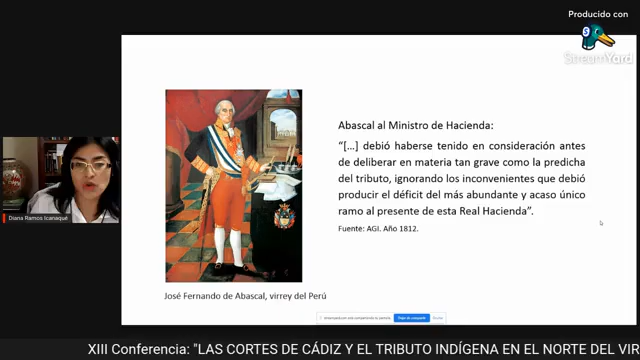 Producido con
StreamYard
Abascal al Ministro de Hacienda:
“[…] debió haberse tenido en consideración antes
de deliberar en materia tan grave como la predicha
del tributo, ignorando los inconvenientes que debió
producir el déficit del más abundante y acaso único
ramo al presente de esta Real Hacienda”.
Fuente: AGI. Año 1812.
Diana Ramos Icanaqué
José Fernando de Abascal, virrey del Perú
XIII Conferencia: "LAS CORTES DE CÁDIZ Y EL TRIBUTO INDÍGENA EN EL NORTE DEL VIR